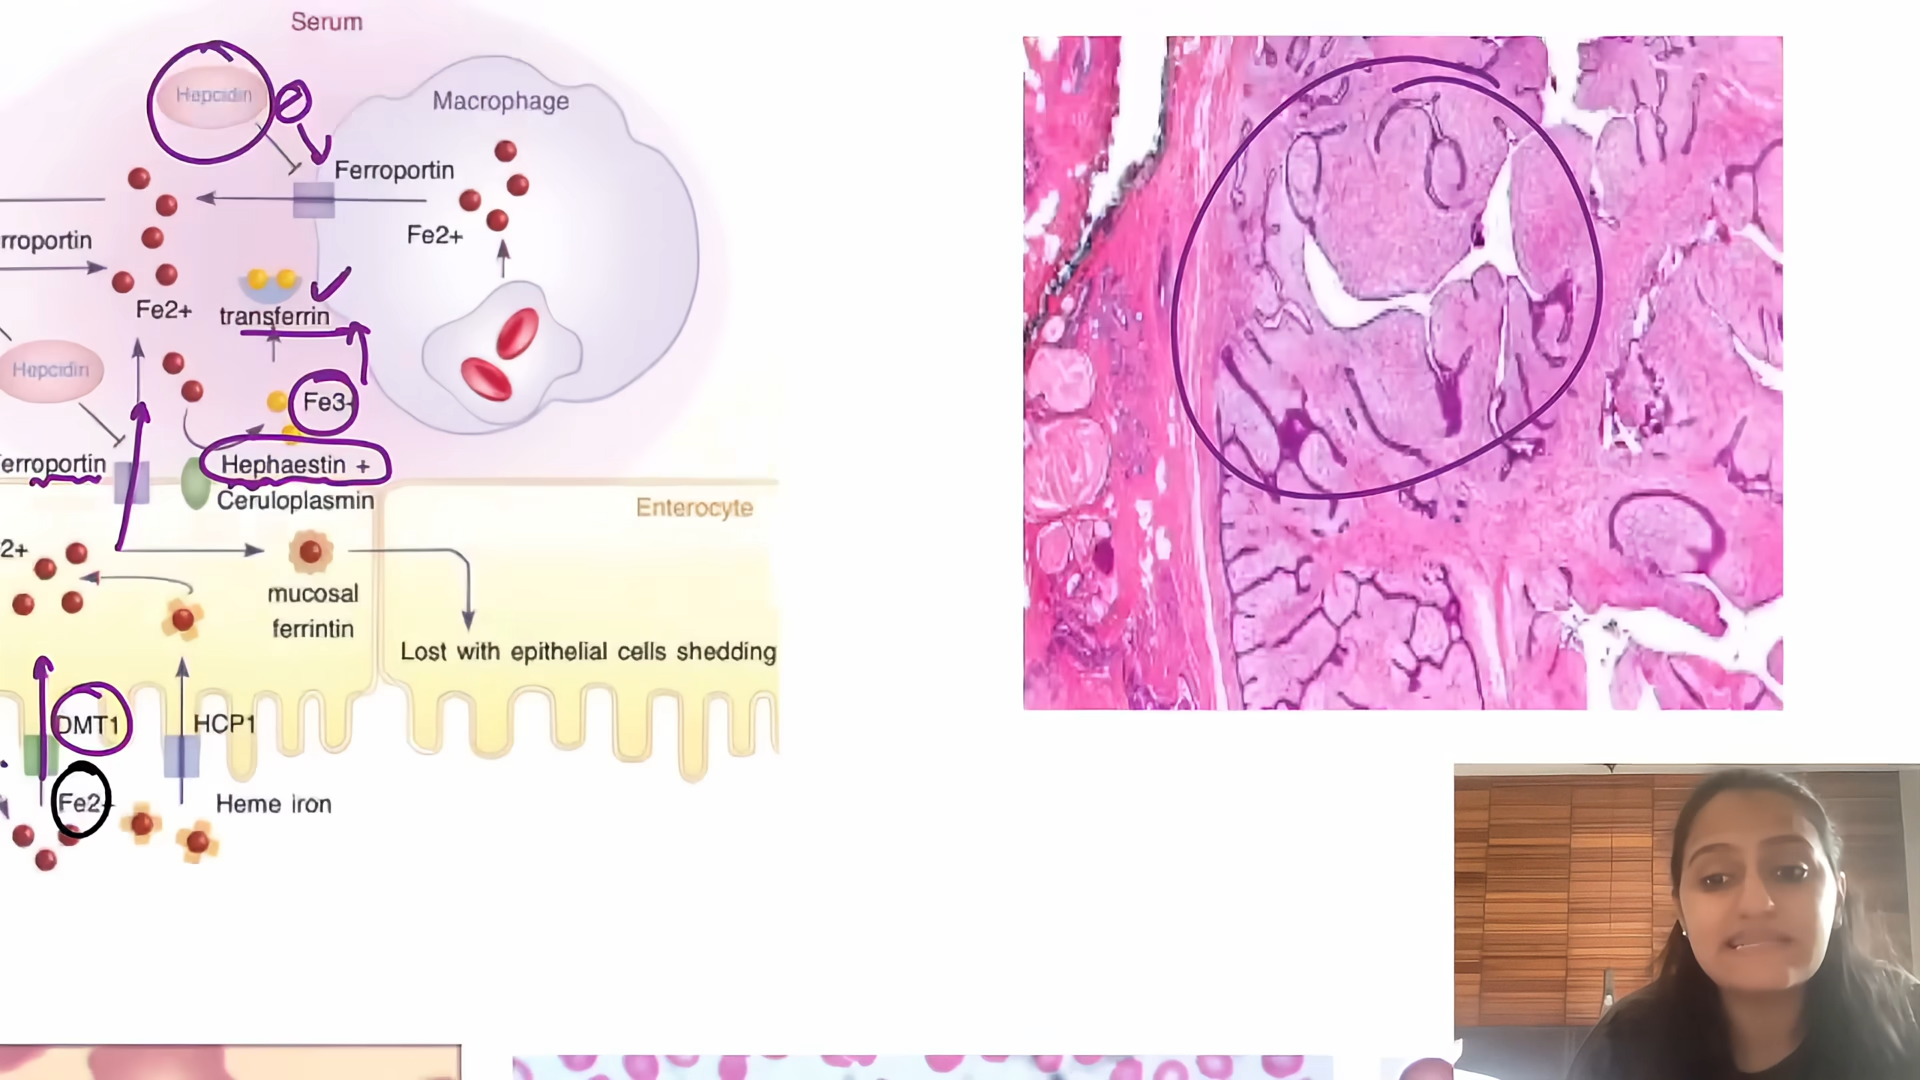 Serum
Hepcidin
Macrophage
Ferroportin
Fe2+
rroportin
Fe2+
transferrin
Hepcidin
Fe3
erroportin
Hephaestin +
Ceruloplasmin
Enterocyte
2+
mucosal
ferrintin
Lost with epithelial cells shedding
DMT1
HCP1
Fe2+
Heme iron